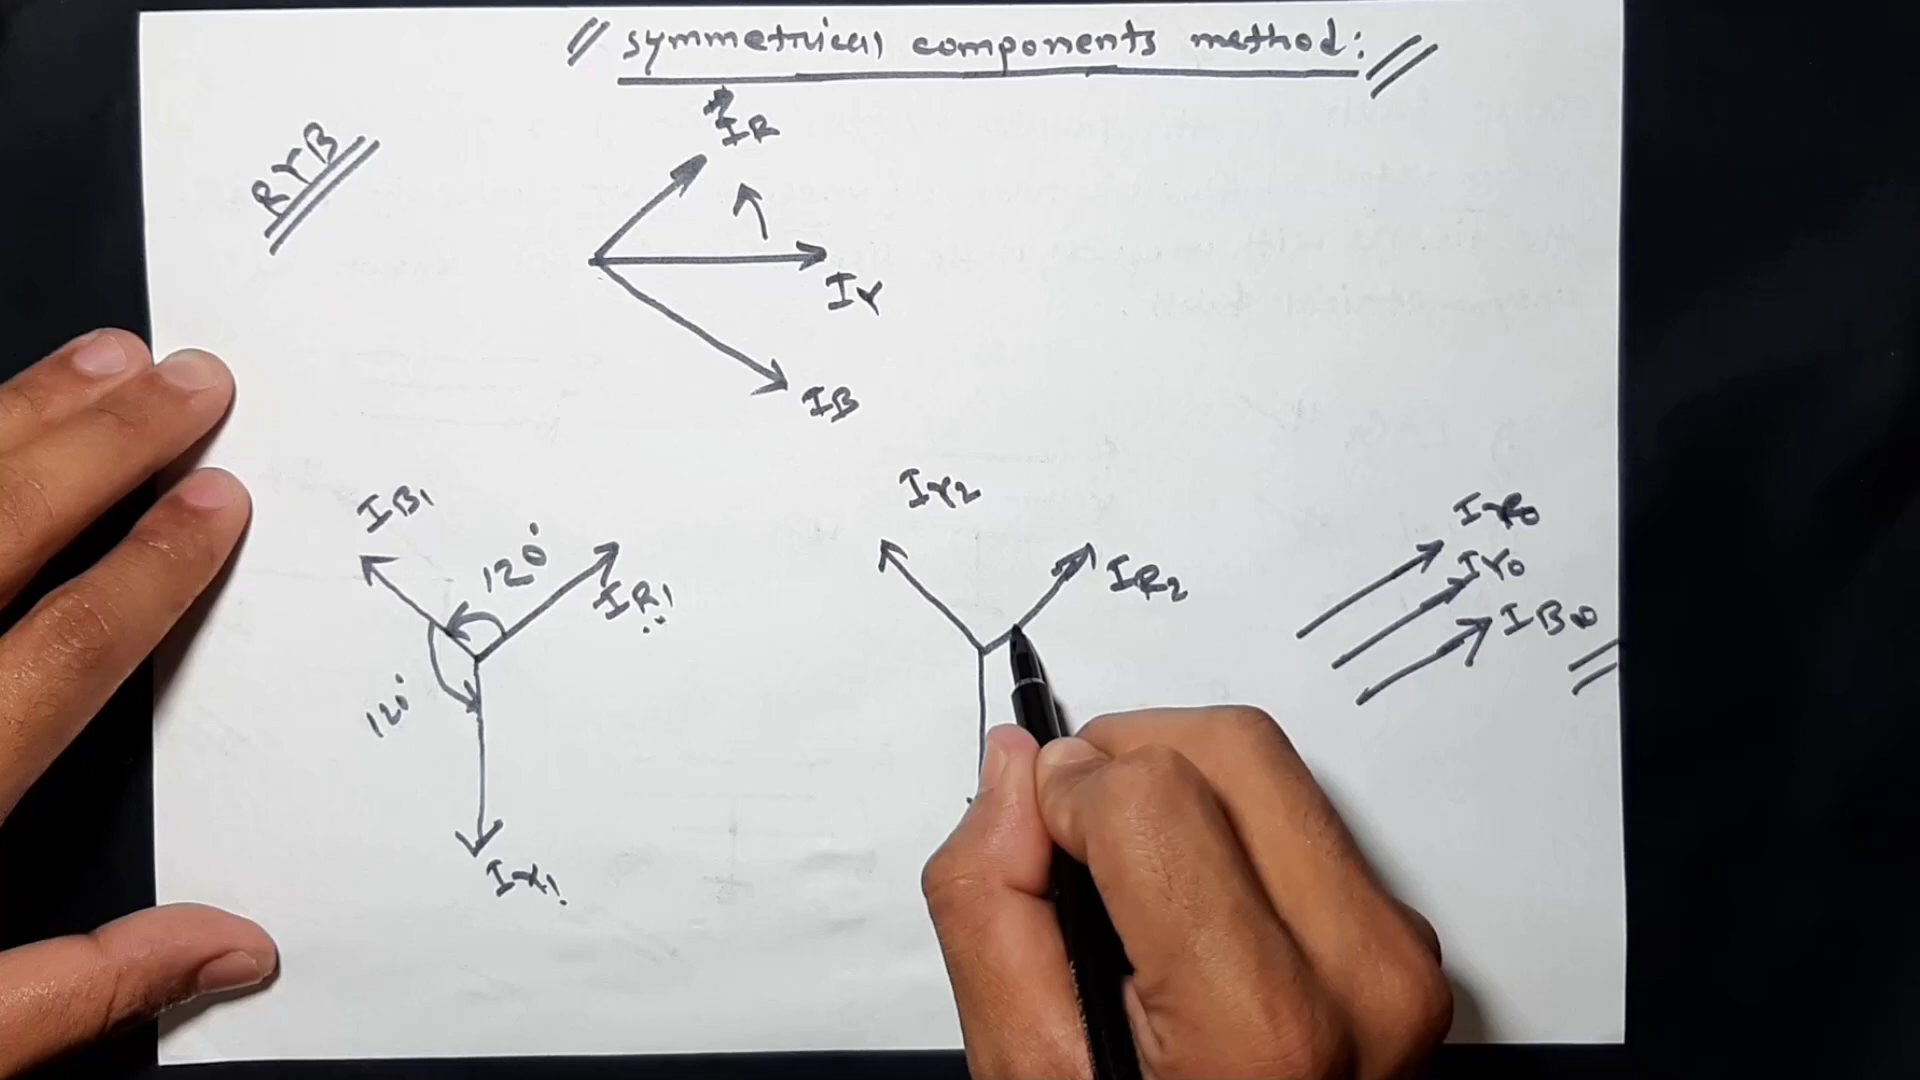 // symmetrical components method: //
RYB
IR
IY
IB
IB1
120°
IR1
120°
IY1
IY2
IR2
IR0
IY0
IB0